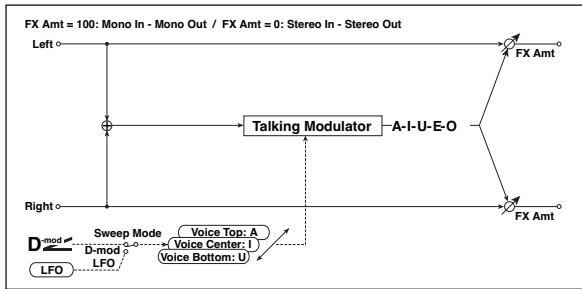 FX Amt = 100: Mono In - Mono Out / FX Amt = 0: Stereo In - Stereo Out
Left
FX Amt
Talking Modulator
A-I-U-E-O
Right
FX Amt
Sweep Mode
D-mod
D-mod
LFO
LFO
Voice Top: A
Voice Center: I
Voice Bottom: U